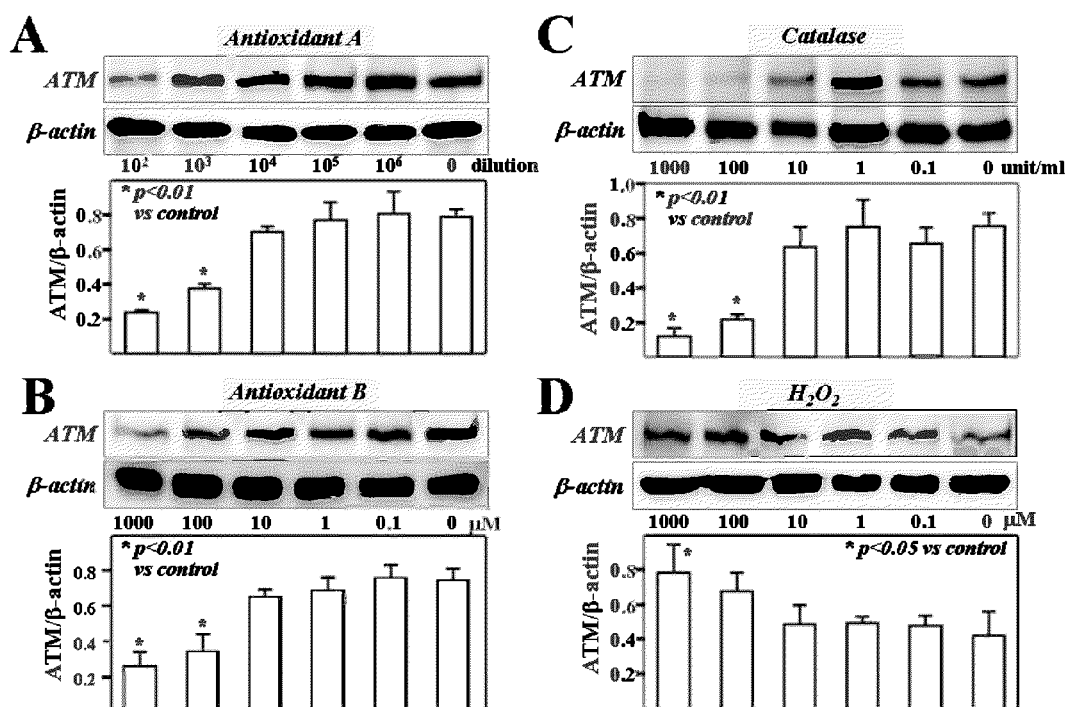 A
Antioxidant A
ATM
β-actin
10² 10³ 10⁴ 10⁵ 10⁶ 0 dilution
* p<0.01
vs control
ATM/β-actin
0.8
0.6
0.4
0.2
* *
B
Antioxidant B
ATM
β-actin
1000 100 10 1 0.1 0 µM
* p<0.01
vs control
ATM/β-actin
0.8
0.6
0.4
0.2
* *
C
Catalase
ATM
β-actin
1000 100 10 1 0.1 0 unit/ml
* p<0.01
vs control
ATM/β-actin
1,0
0.8
0.6
0.4
0.2
* *
D
H₂O₂
ATM
β-actin
1000 100 10 1 0.1 0 µM
* p<0.05 vs control
ATM/β-actin
0.8
0.6
0.4
0.2
*